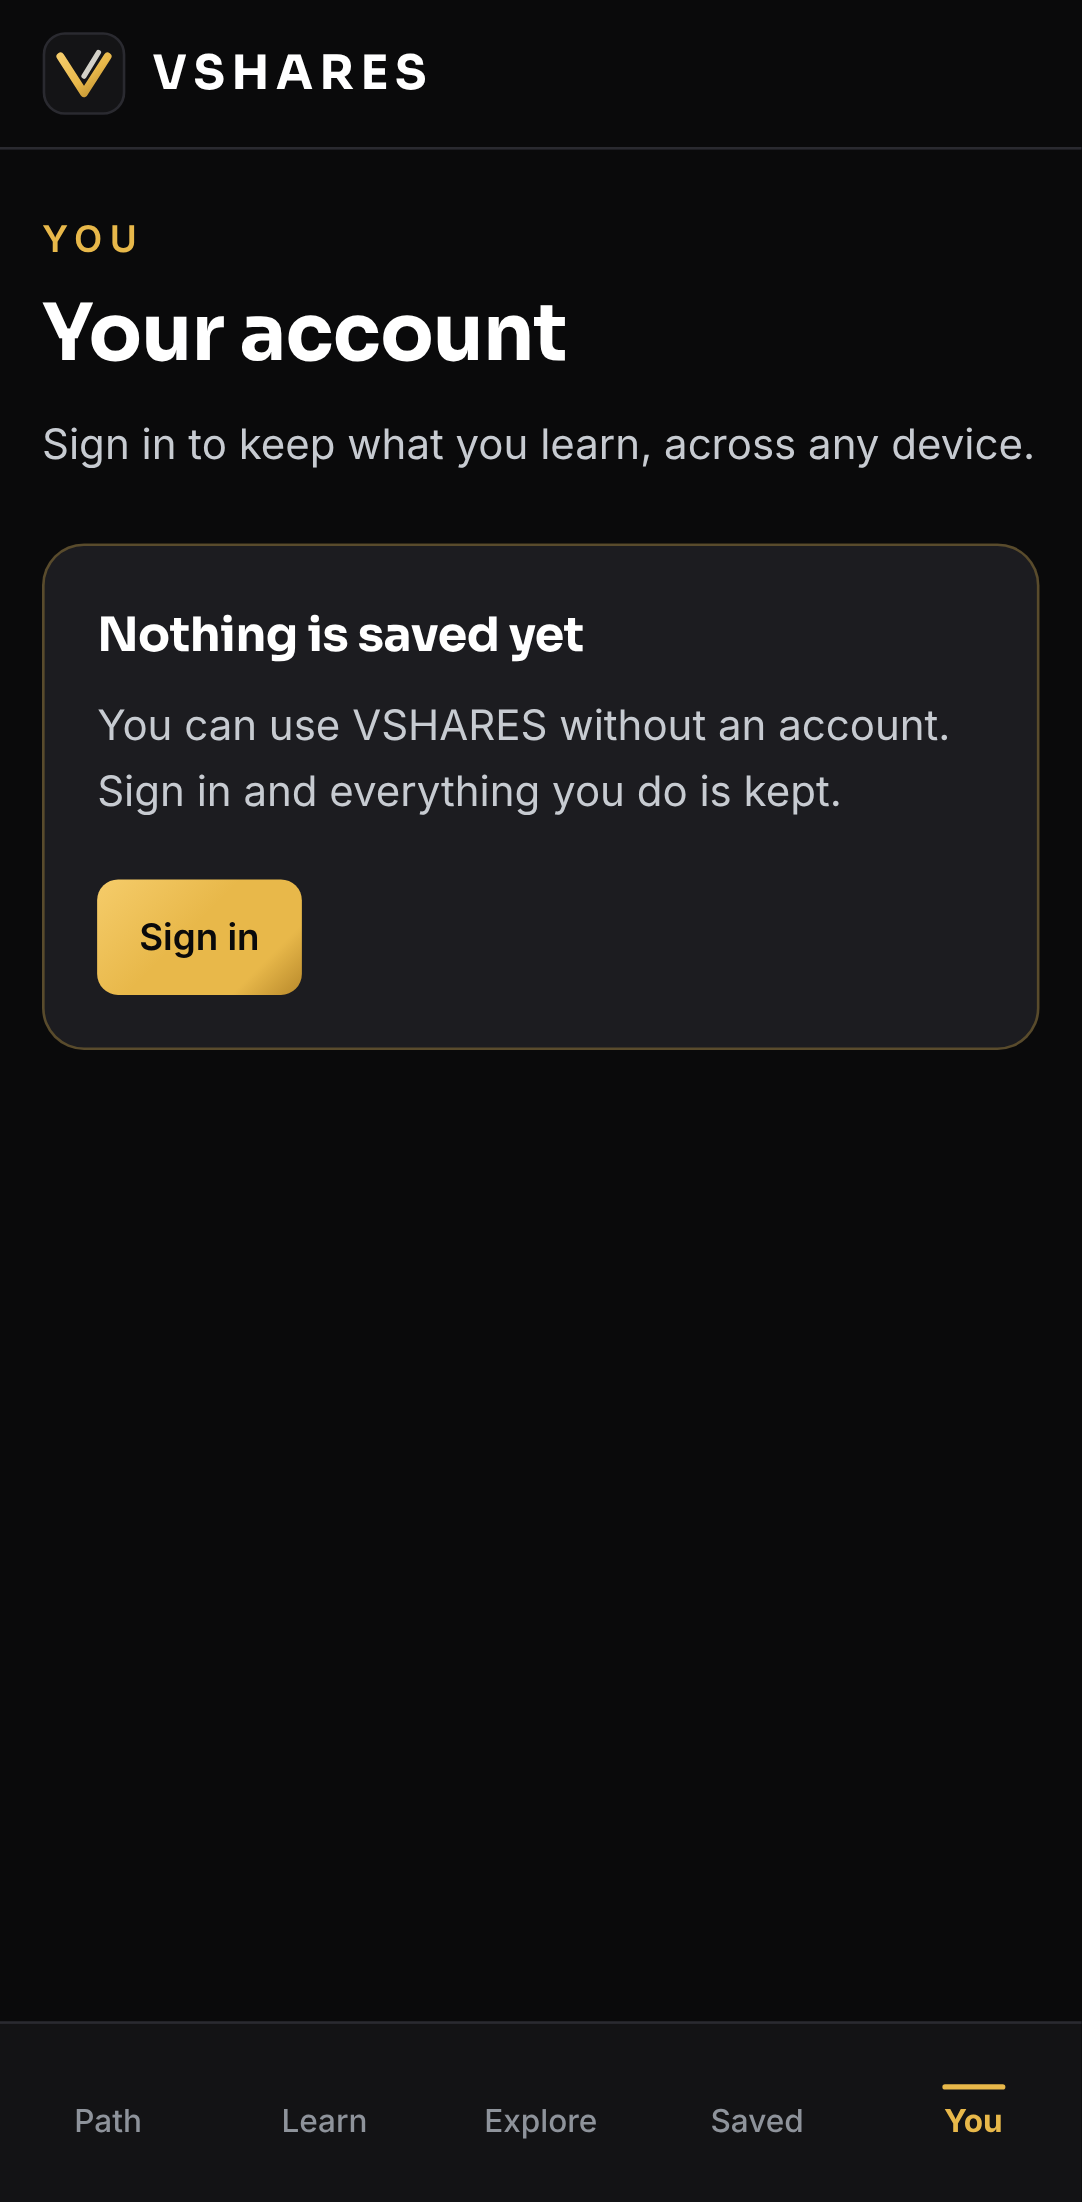 VSHARES
YOU
Your account
Sign in to keep what you learn, across any device.
Nothing is saved yet
You can use VSHARES without an account.
Sign in and everything you do is kept.
Sign in
Path
Learn
Explore
Saved
You